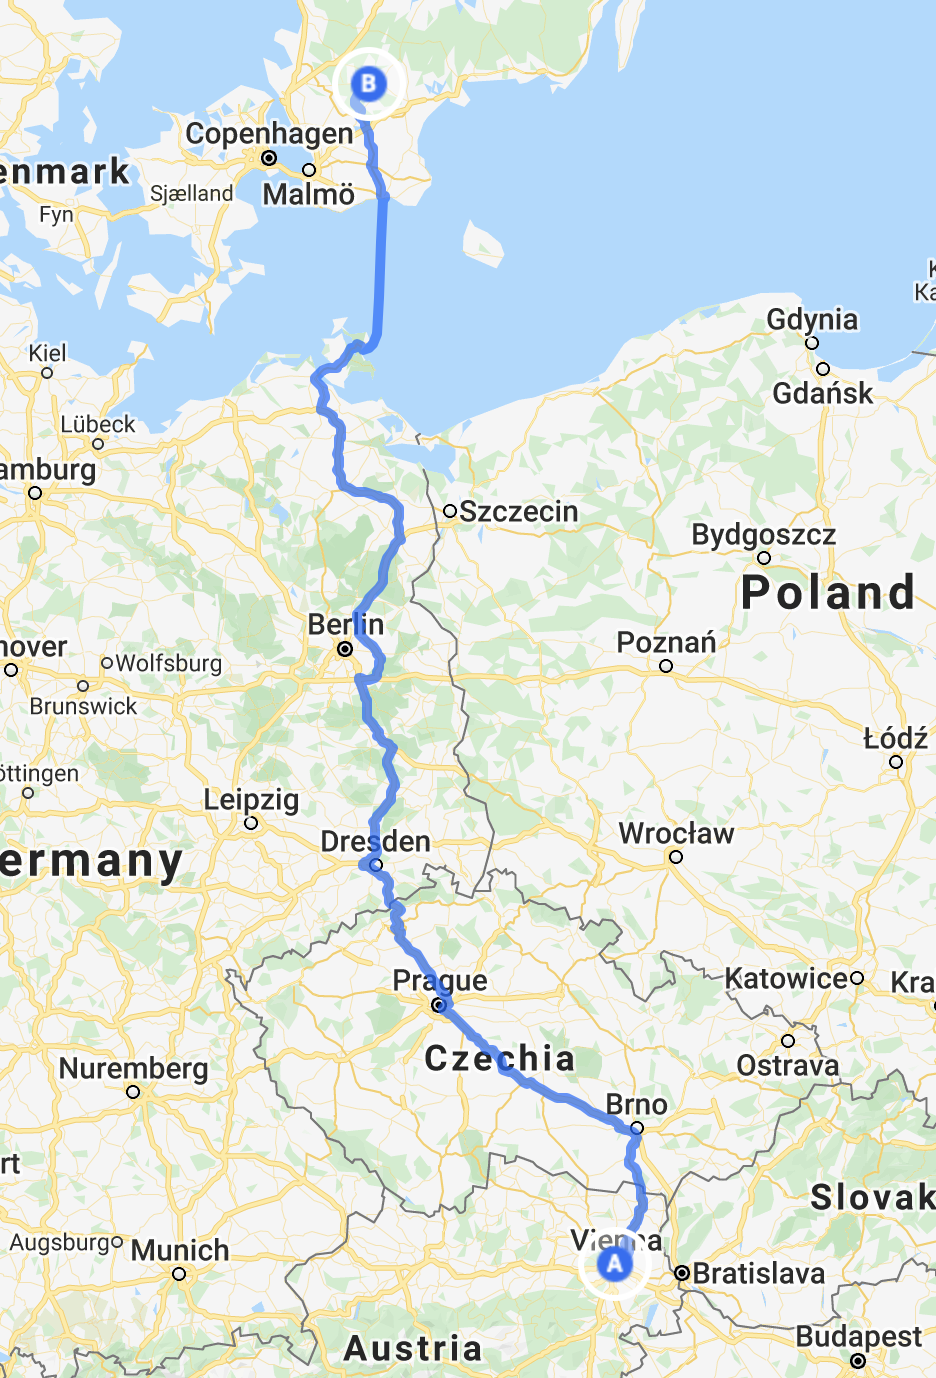 B
Copenhagen
enmark
Malmö
Sjælland
Fyn
K
Ka
Gdynia
Kiel
Gdańsk
Lübeck
amburg
Szczecin
Bydgoszcz
Poland
Berlin
nover
Wolfsburg
Poznań
Brunswick
Łódź
öttingen
Leipzig
Wrocław
Dresden
ermany
Prague
Katowice
Kra
Czechia
Nuremberg
Ostrava
Brno
rt
Slovak
Vienna
Augsburg
Munich
A
Bratislava
Budapest
Austria